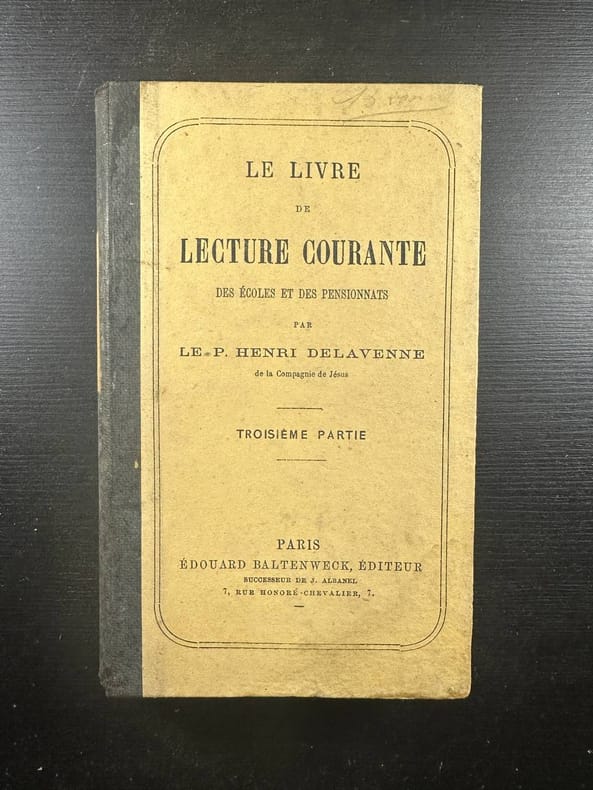 LE LIVRE
DE
LECTURE COURANTE
DES ÉCOLES ET DES PENSIONNATS
PAR
LE P. HENRI DELAVENNE
de la Compagnie de Jésus
TROISIÈME PARTIE
PARIS
ÉDOUARD BALTENWECK, ÉDITEUR
SUCCESSEUR DE J. ALBANEL
7, RUE HONORÉ-CHEVALIER, 7.